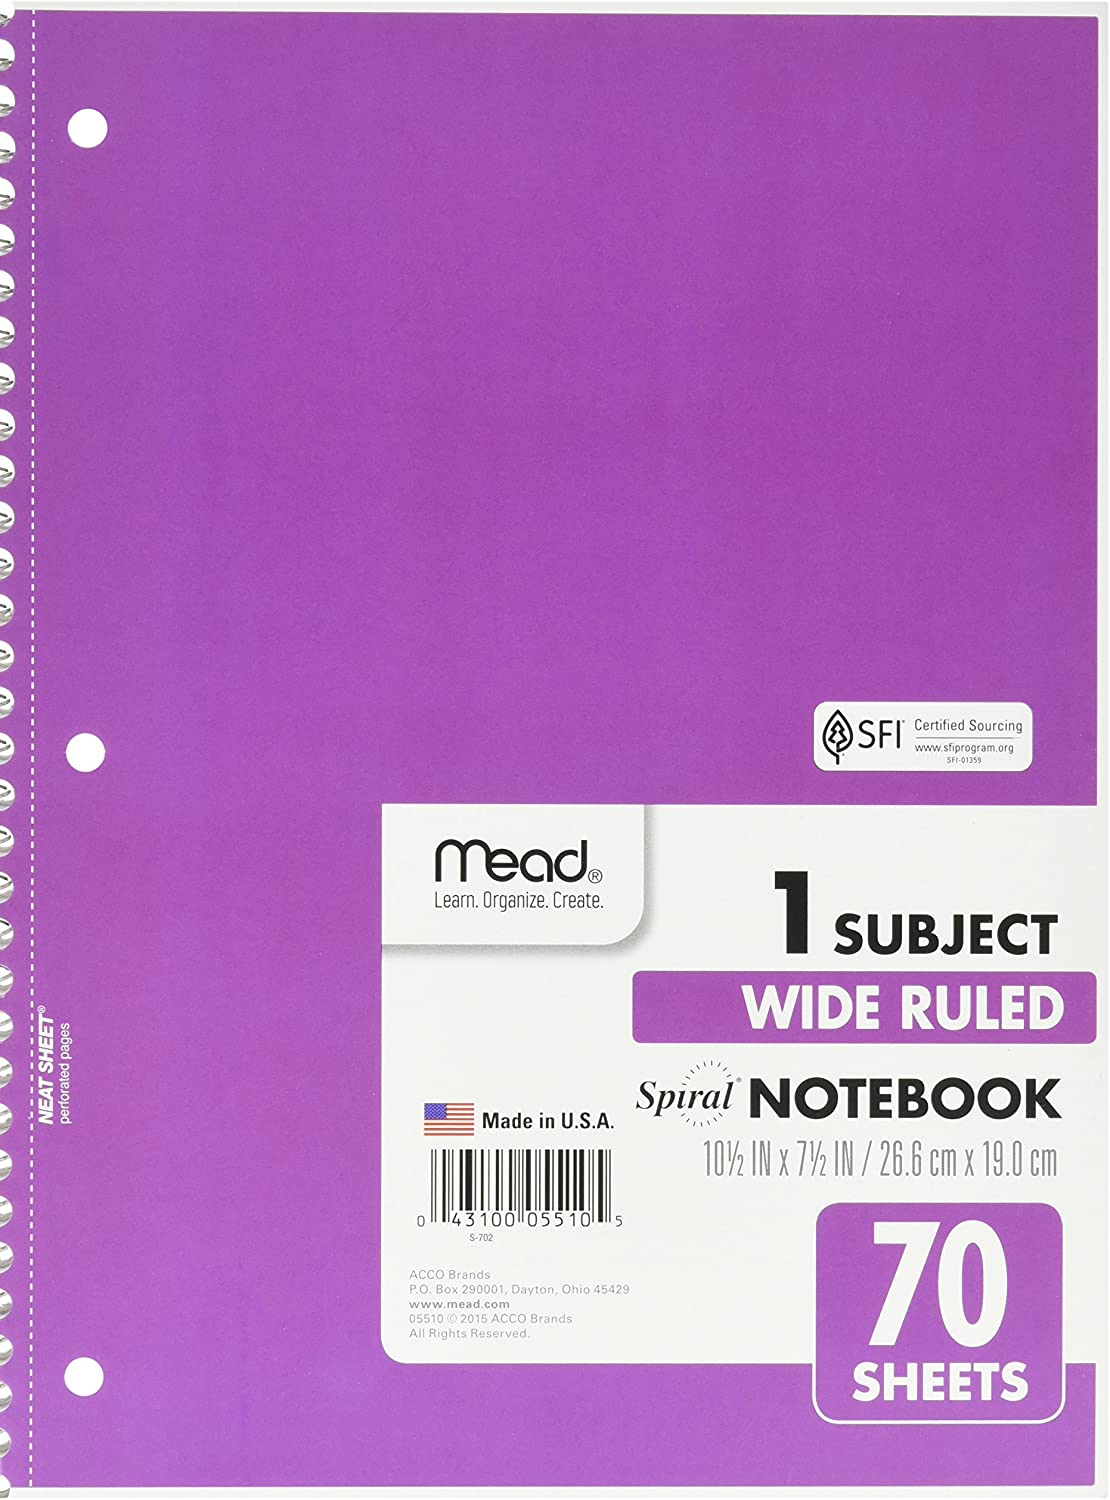 SFI Certified Sourcing
www.sfiprogram.org
SFI-01359
mead®
Learn. Organize. Create.
1 SUBJECT
WIDE RULED
Spiral® NOTEBOOK
10½ IN x 7½ IN / 26.6 cm x 19.0 cm
70
SHEETS
Made in U.S.A.
0 43100 05510 5
S-702
ACCO Brands
P.O. Box 290001, Dayton, Ohio 45429
www.mead.com
05510 © 2015 ACCO Brands
All Rights Reserved.
NEAT SHEET®
perforated pages